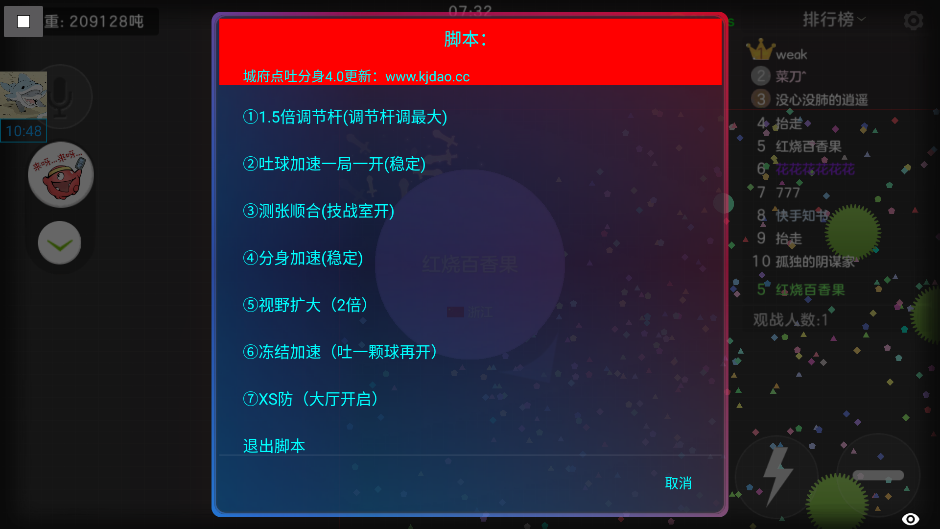 重: 209128吨
07:32
10:48
来呀...来呀...
脚本：
城府点吐分身4.0更新：www.kjdao.cc
①1.5倍调节杆(调节杆调最大)
②吐球加速一局一开(稳定)
③测张顺合(技战室开)
④分身加速(稳定)
⑤视野扩大（2倍）
⑥冻结加速（吐一颗球再开）
⑦XS防（大厅开启）
退出脚本
取消
红烧百香果
浙江
s
排行榜
weak
2 菜刀^
3 没心没肺的逍遥
4 抬走
5 红烧百香果
6 花花花花花花
7 777
8 快手知书
9 抬走
10 孤独的阴谋家
5 红烧百香果
观战人数:1